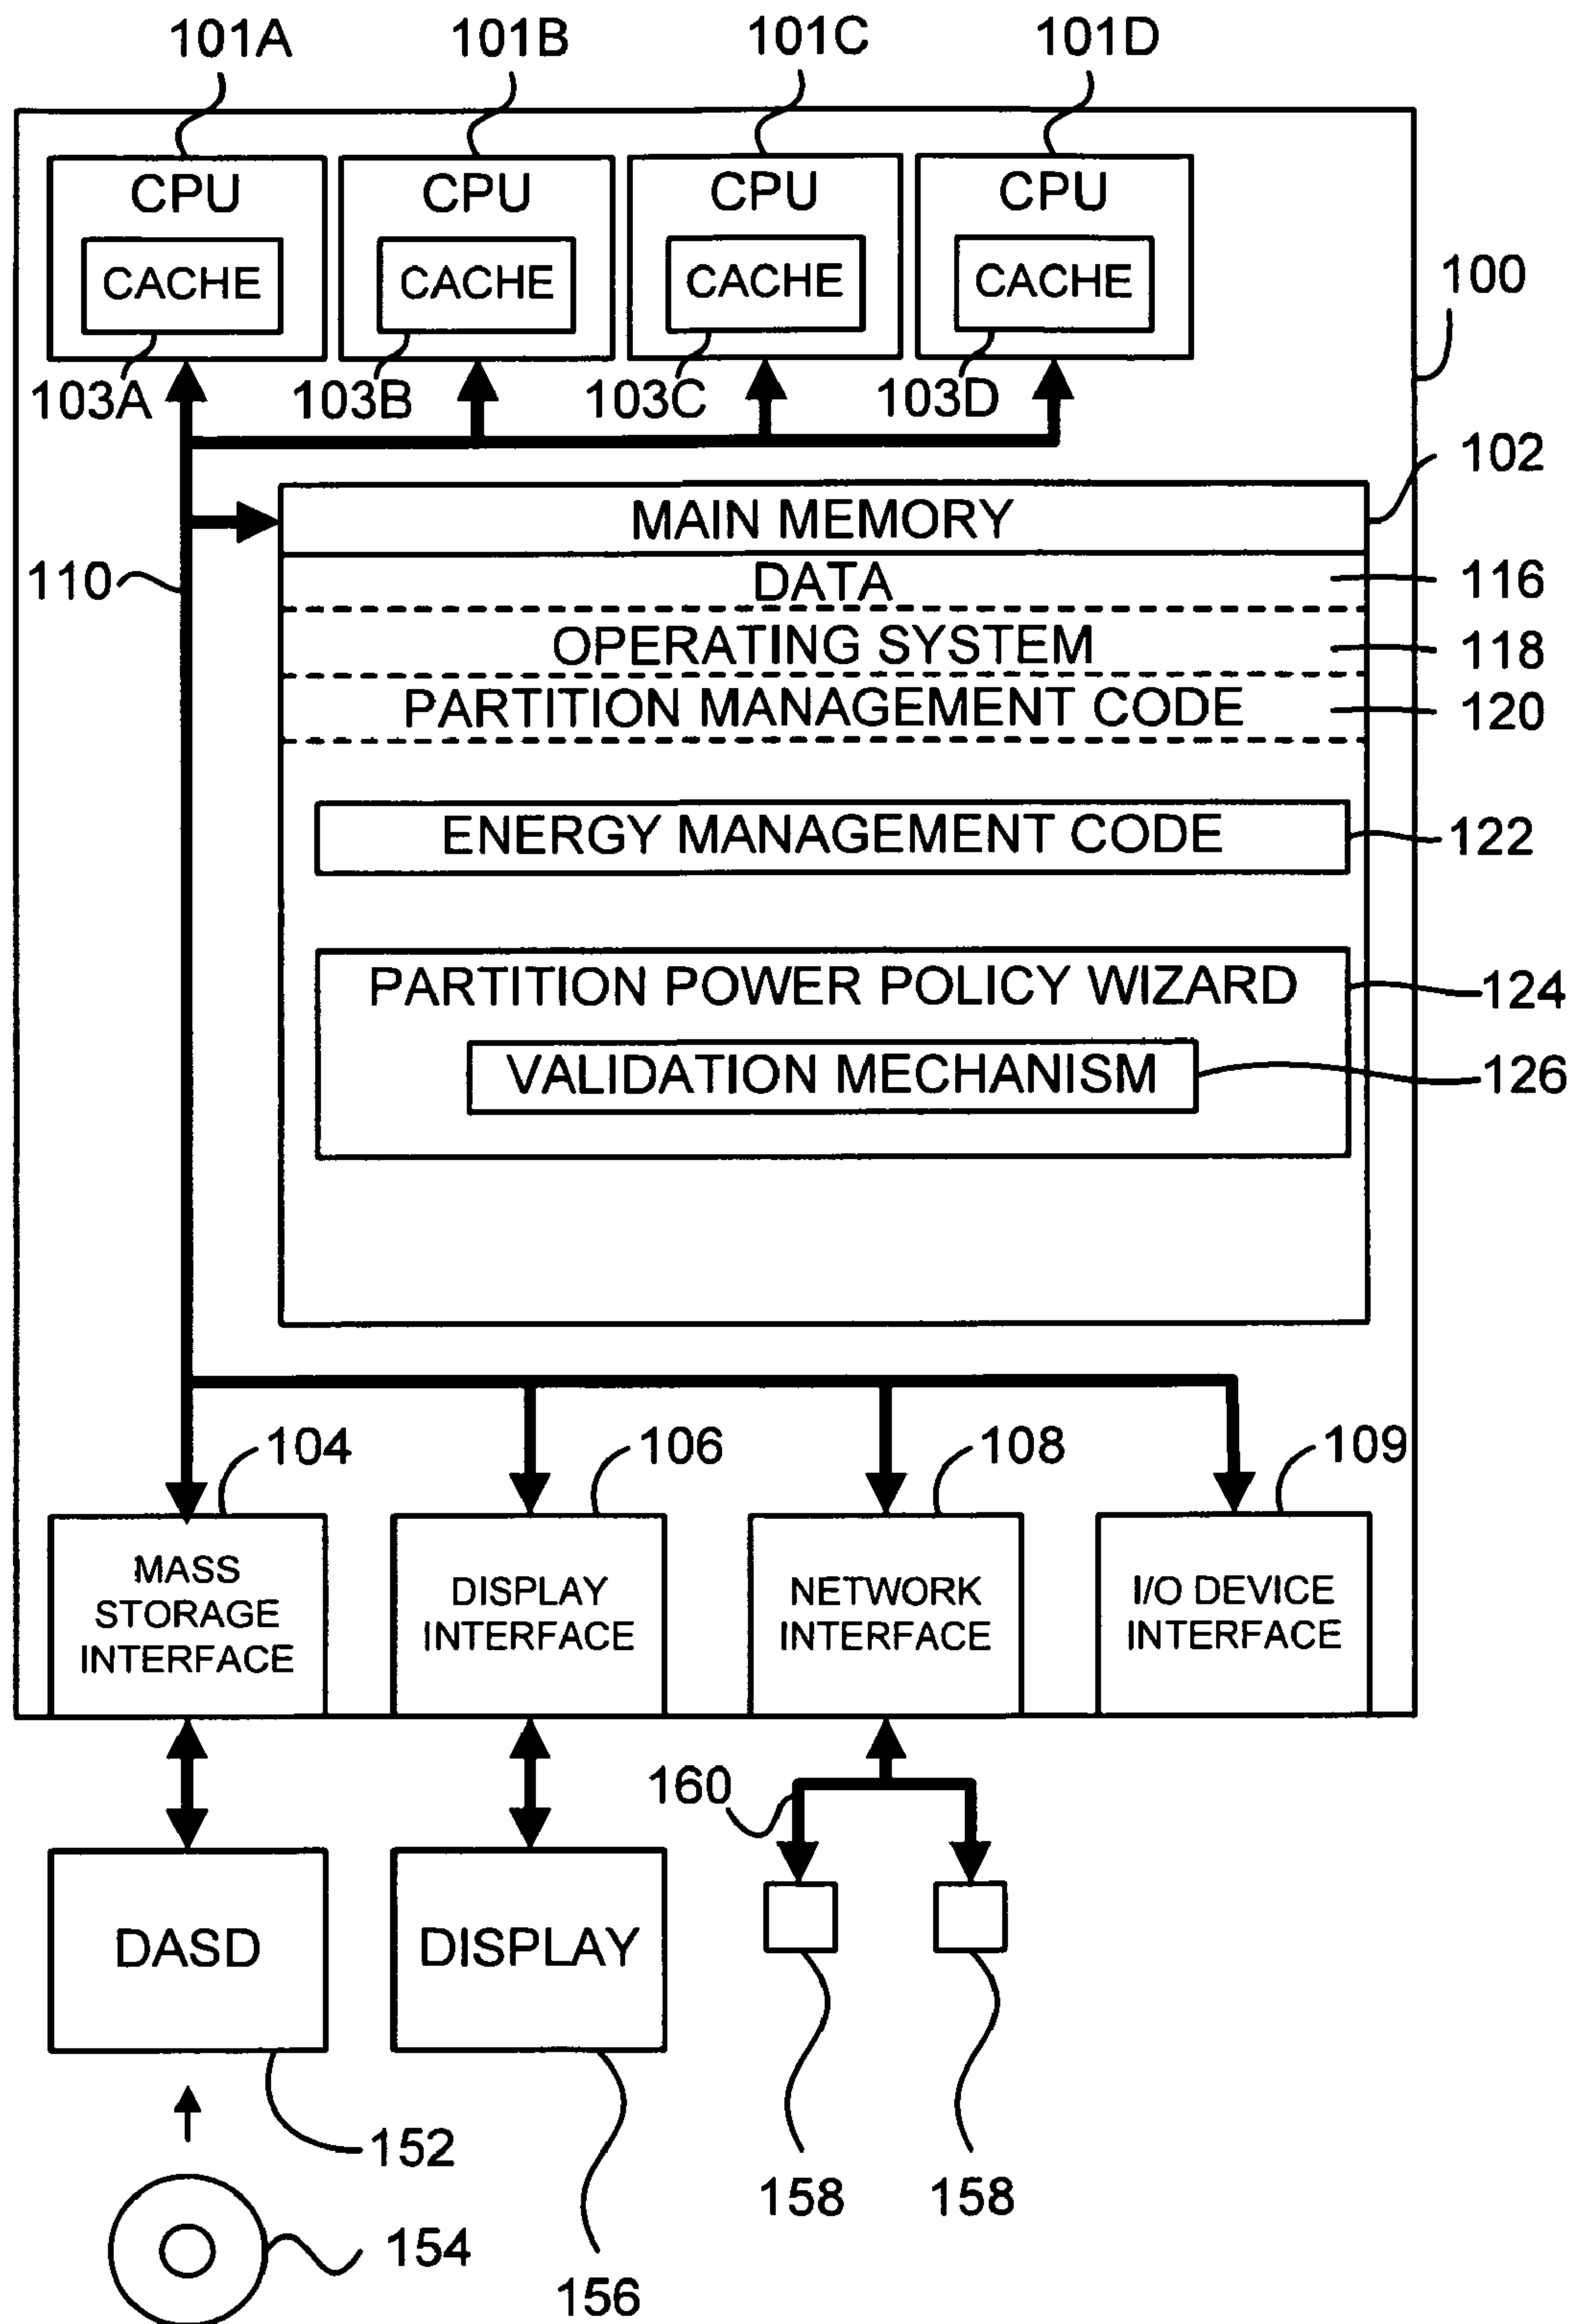 101A 101B 101C 101D
CPU CPU CPU CPU
CACHE CACHE CACHE CACHE
100
103A 103B 103C 103D
102
MAIN MEMORY
110
DATA 116
OPERATING SYSTEM 118
PARTITION MANAGEMENT CODE 120
ENERGY MANAGEMENT CODE 122
PARTITION POWER POLICY WIZARD 124
VALIDATION MECHANISM 126
104 106 108 109
MASS
STORAGE
INTERFACE
DISPLAY
INTERFACE
NETWORK
INTERFACE
I/O DEVICE
INTERFACE
160
DASD DISPLAY
152
158 158
154
156